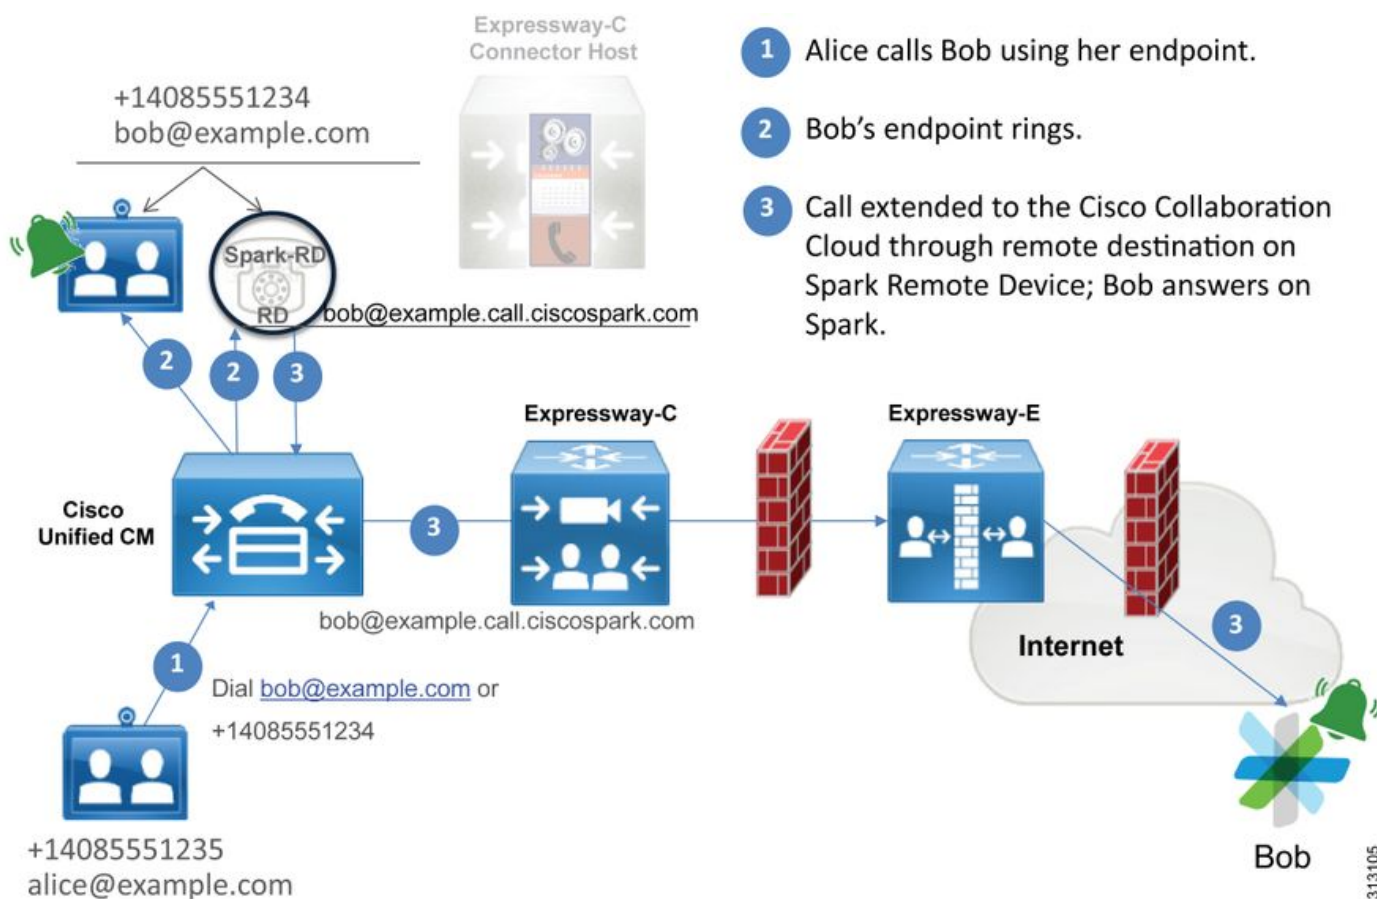 Expressway-C
Connector Host
+14085551234
bob@example.com
1 Alice calls Bob using her endpoint.
2 Bob’s endpoint rings.
3 Call extended to the Cisco Collaboration
Cloud through remote destination on
Spark Remote Device; Bob answers on
Spark.
Spark-RD
RD
bob@example.call.ciscospark.com
2
2
3
Expressway-C
Expressway-E
Cisco
Unified CM
3
bob@example.call.ciscospark.com
3
Internet
1
Dial bob@example.com or
+14085551234
+14085551235
alice@example.com
Bob
313105